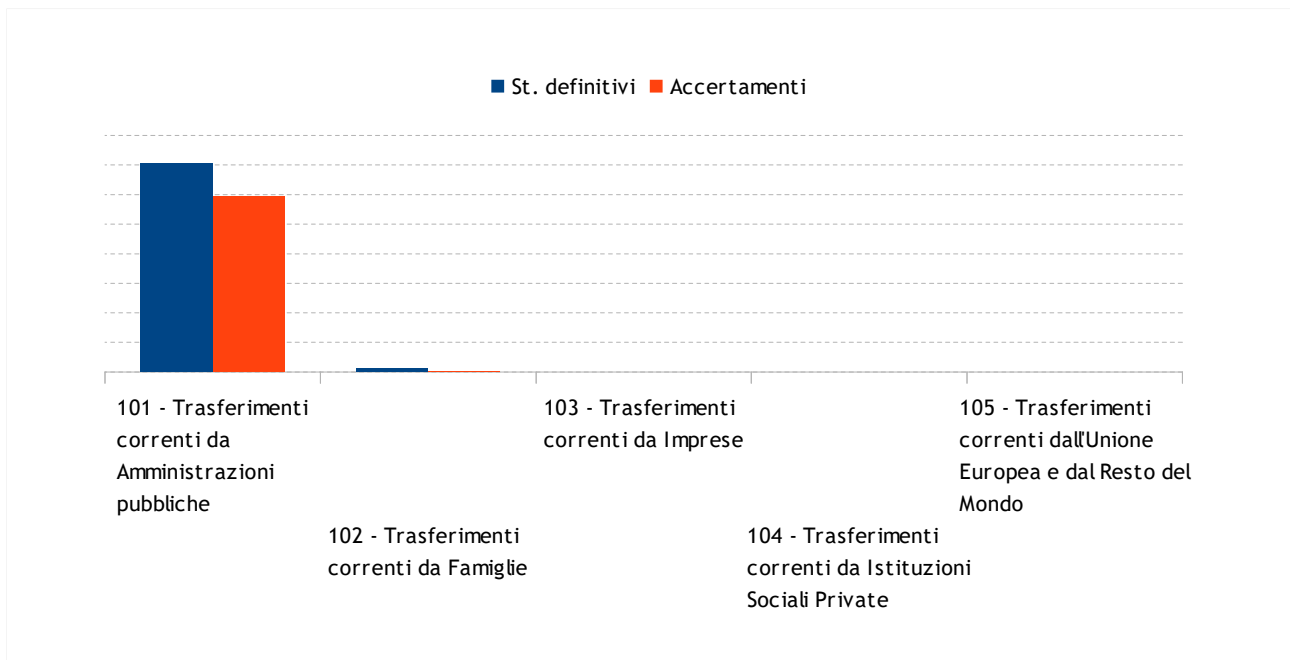 St. definitivi Accertamenti
101 - Trasferimenti
correnti da
Amministrazioni
pubbliche
102 - Trasferimenti
correnti da Famiglie
103 - Trasferimenti
correnti da Imprese
104 - Trasferimenti
correnti da Istituzioni
Sociali Private
105 - Trasferimenti
correnti dall'Unione
Europea e dal Resto del
Mondo